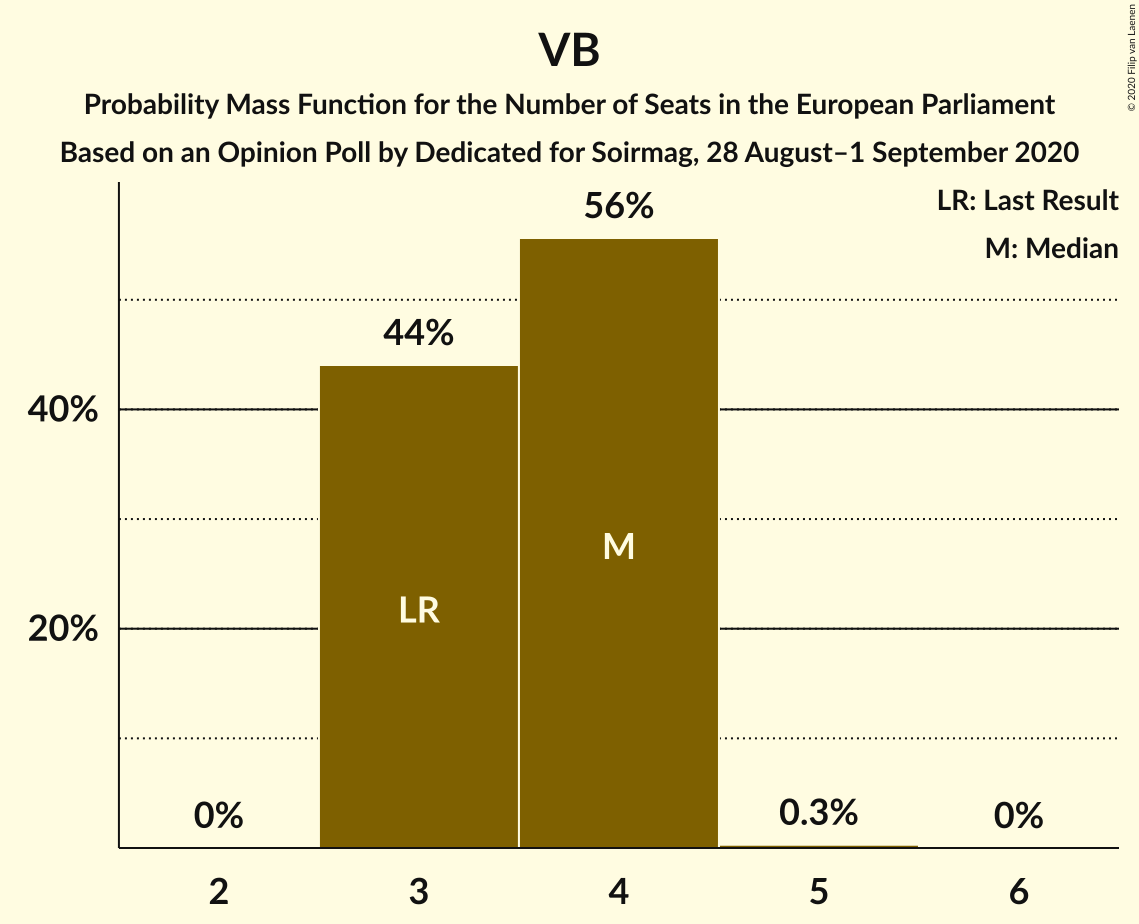 VB
Probability Mass Function for the Number of Seats in the European Parliament
Based on an Opinion Poll by Dedicated for Soirmag, 28 August–1 September 2020
© 2020 Filip van Laenen
LR: Last Result
M: Median
56%
44%
40%
M
LR
20%
0%
0.3%
0%
2
3
4
5
6